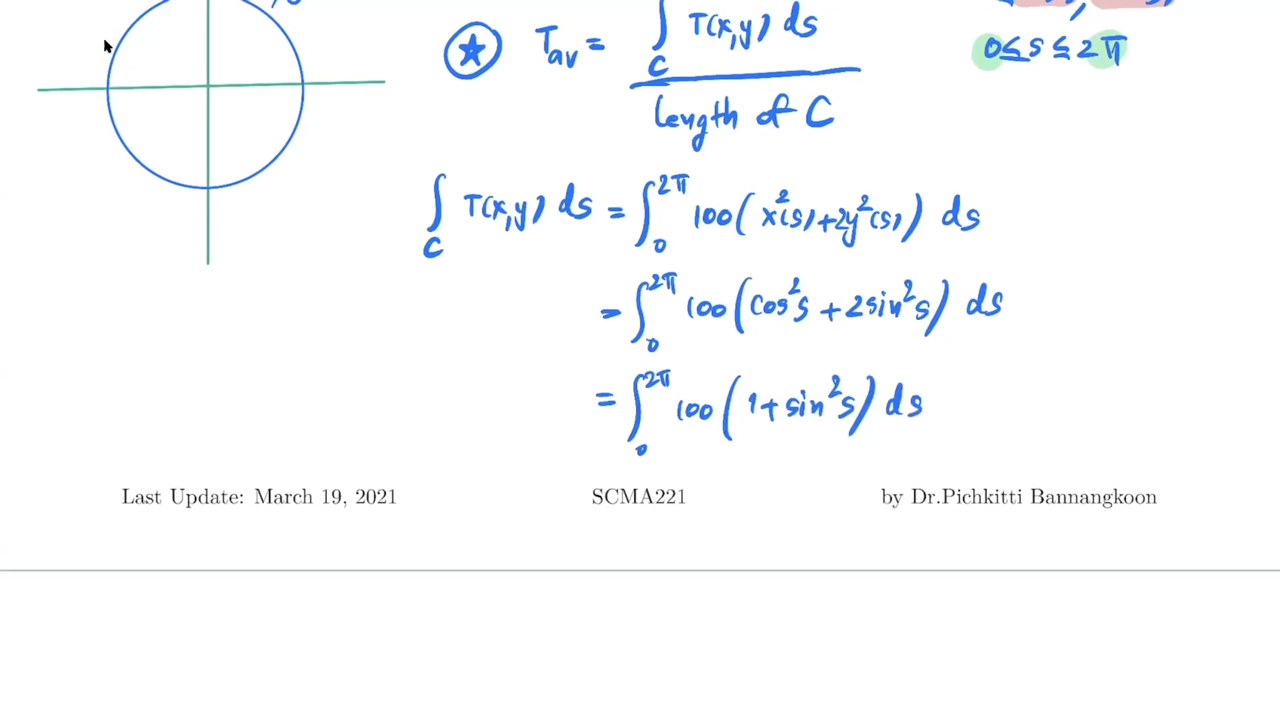 ★ T_av = ∫_C T(x,y) ds / length of C
0 ≤ s ≤ 2π
∫_C T(x,y) ds = ∫_0^2π 100(x²(s)+2y²(s)) ds
= ∫_0^2π 100(cos²s + 2sin²s) ds
= ∫_0^2π 100(1+sin²s) ds
Last Update: March 19, 2021 SCMA221 by Dr.Pichkitti Bannangkoon